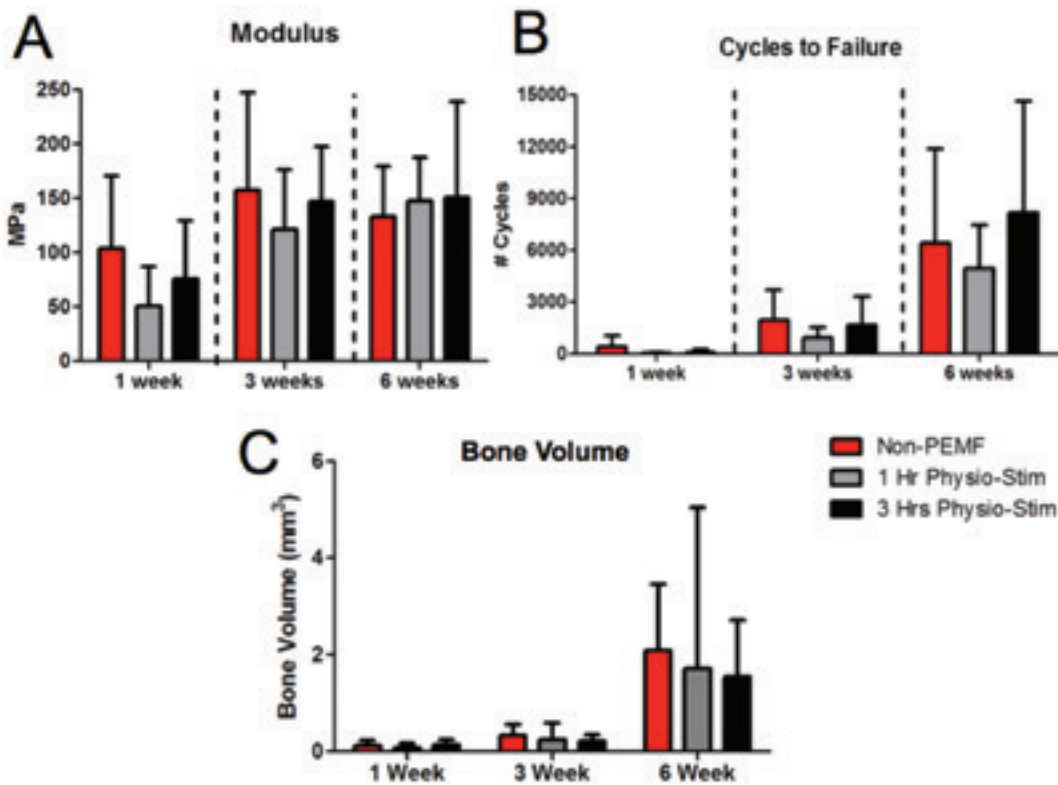 A
Modulus
250
200
150
100
50
0
MPa
1 week
3 weeks
6 weeks
B
Cycles to Failure
15000
12000
9000
6000
3000
0
# Cycles
1 week
3 weeks
6 weeks
C
Bone Volume
6
4
2
0
Bone Volume (mm³)
1 Week
3 Week
6 Week
Non-PEMF
1 Hr Physio-Stim
3 Hrs Physio-Stim